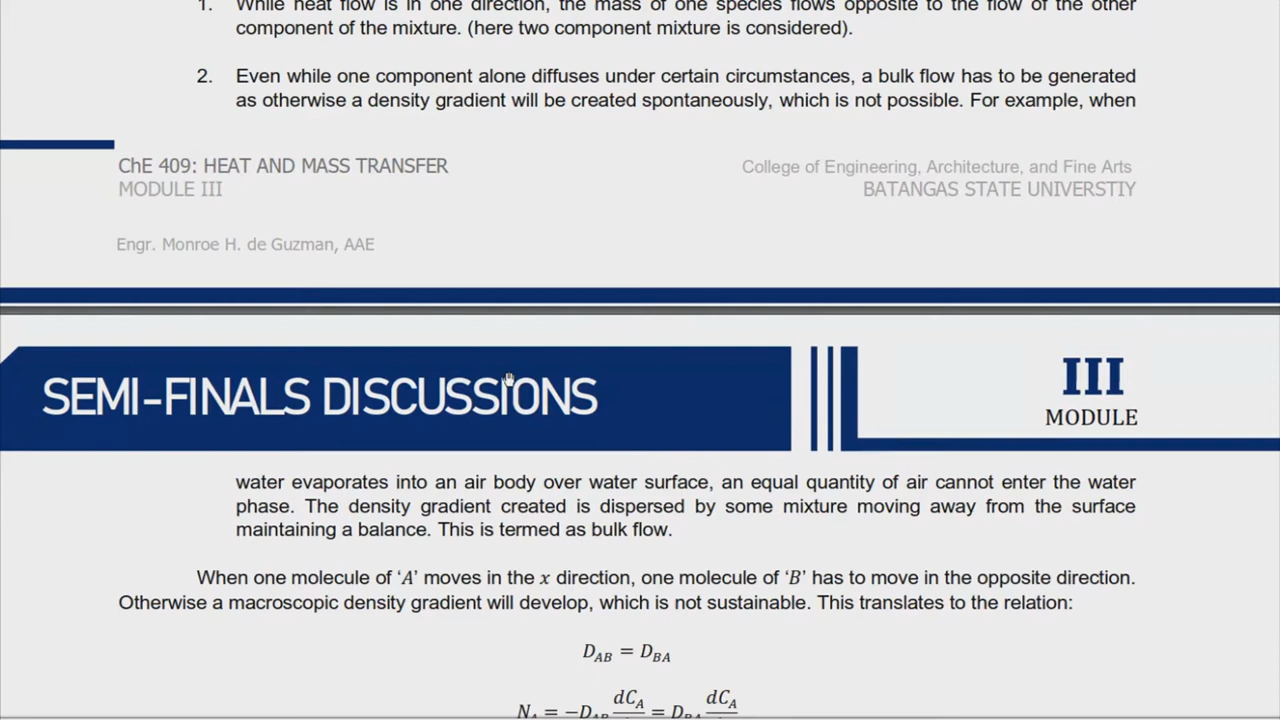 1. While heat flow is in one direction, the mass of one species flows opposite to the flow of the other
component of the mixture. (here two component mixture is considered).
2. Even while one component alone diffuses under certain circumstances, a bulk flow has to be generated
as otherwise a density gradient will be created spontaneously, which is not possible. For example, when
ChE 409: HEAT AND MASS TRANSFER
College of Engineering, Architecture, and Fine Arts
MODULE III
BATANGAS STATE UNIVERSTIY
Engr. Monroe H. de Guzman, AAE
SEMI-FINALS DISCUSSIONS
III
MODULE
water evaporates into an air body over water surface, an equal quantity of air cannot enter the water
phase. The density gradient created is dispersed by some mixture moving away from the surface
maintaining a balance. This is termed as bulk flow.
When one molecule of ‘A’ moves in the x direction, one molecule of ‘B’ has to move in the opposite direction.
Otherwise a macroscopic density gradient will develop, which is not sustainable. This translates to the relation:
D_AB = D_BA
N_A = −D_AB dC_A = D_BA dC_A